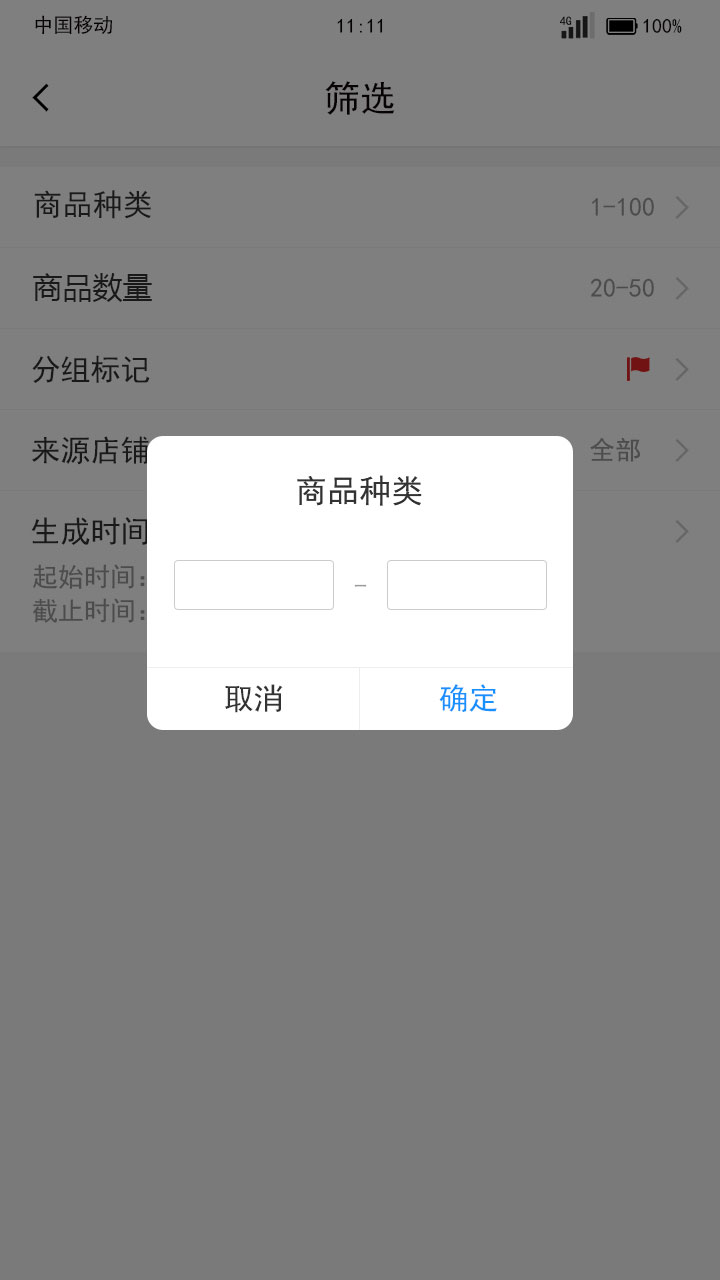 中国移动 11:11 4G 100%
筛选
商品种类 1-100
商品数量 20-50
分组标记
来源店铺 全部
生成时间
起始时间:
截止时间:
商品种类
-
取消 确定